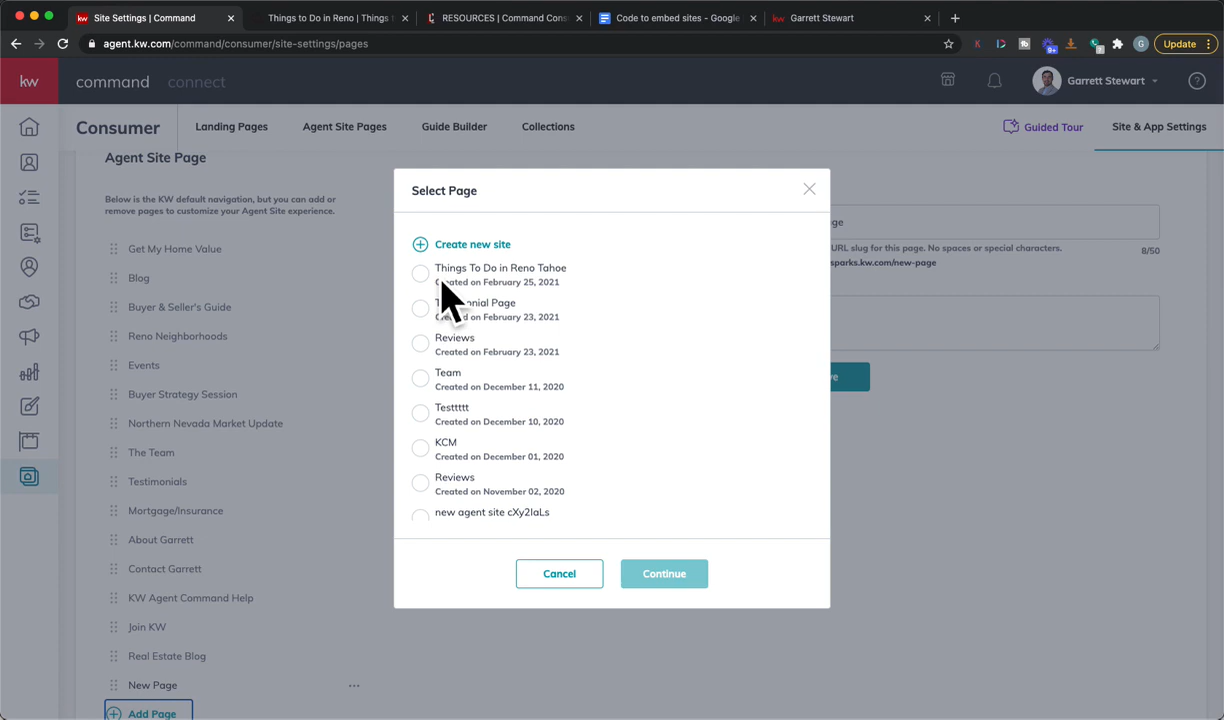 Site Settings | Command
Things to Do in Reno | Things
RESOURCES | Command Cons
Code to embed sites - Google
Garrett Stewart
agent.kw.com/command/consumer/site-settings/pages
9+
G
Update
kw
command
connect
Garrett Stewart
Consumer
Landing Pages
Agent Site Pages
Guide Builder
Collections
Guided Tour
Site & App Settings
Agent Site Page
Below is the KW default navigation, but you can add or
remove pages to customize your Agent Site experience.
Get My Home Value
Blog
Buyer & Seller's Guide
Reno Neighborhoods
Events
Buyer Strategy Session
Northern Nevada Market Update
The Team
Testimonials
Mortgage/Insurance
About Garrett
Contact Garrett
KW Agent Command Help
Join KW
Real Estate Blog
New Page
Add Page
Select Page
Create new site
Things To Do in Reno Tahoe
Created on February 25, 2021
Page
on February 23, 2021
Reviews
Created on February 23, 2021
Team
Created on December 11, 2020
Testtttt
Created on December 10, 2020
KCM
Created on December 01, 2020
Reviews
Created on November 02, 2020
Cancel
Continue
ge
URL slug for this page. No spaces or special characters.
8/50
sparks.kw.com/new-page